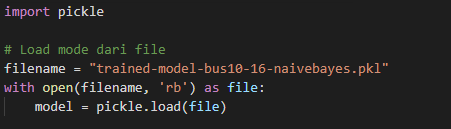 import pickle
# Load mode dari file
filename = "trained-model-bus10-16-naivebayes.pkl"
with open(filename, 'rb') as file:
    model = pickle.load(file)